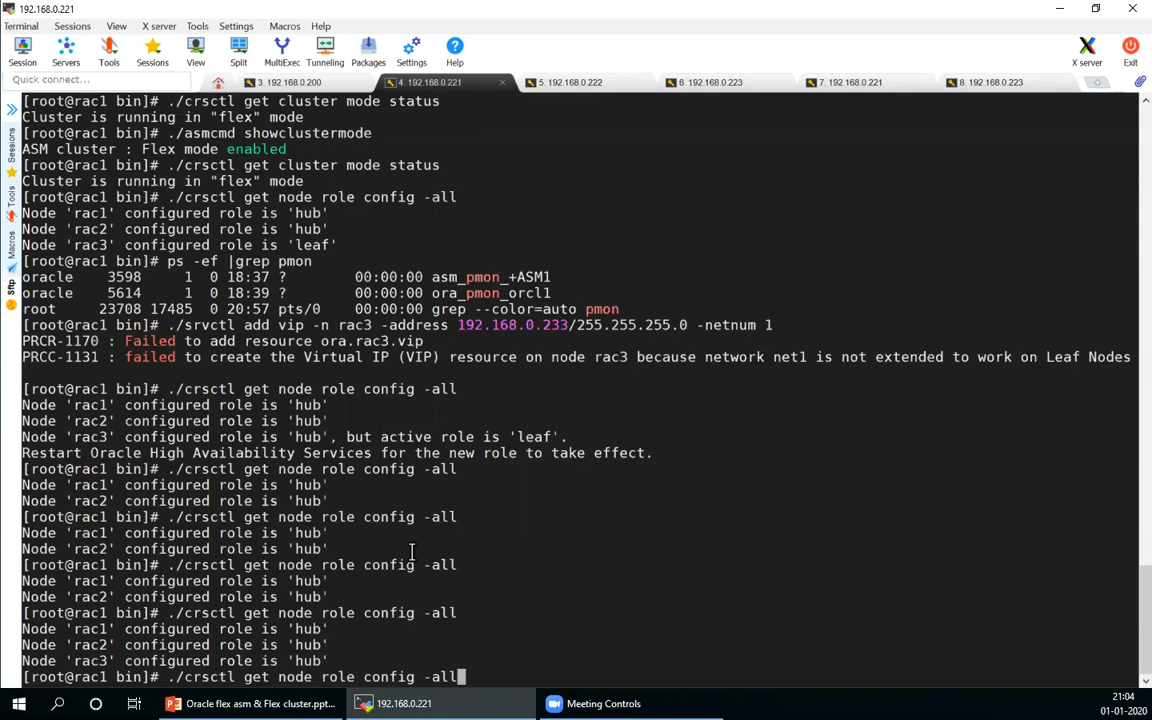 192.168.0.221
Terminal Sessions View X server Tools Settings Macros Help
Session Servers Tools Sessions View Split MultiExec Tunneling Packages Settings Help X server Exit
Quick connect... 3. 192.168.0.200 4. 192.168.0.221 5. 192.168.0.222 6. 192.168.0.223 7. 192.168.0.221 8. 192.168.0.223
Sessions
Tools
Macros
Sftp
[root@rac1 bin]# ./crsctl get cluster mode status
Cluster is running in "flex" mode
[root@rac1 bin]# ./asmcmd showclustermode
ASM cluster : Flex mode enabled
[root@rac1 bin]# ./crsctl get cluster mode status
Cluster is running in "flex" mode
[root@rac1 bin]# ./crsctl get node role config -all
Node 'rac1' configured role is 'hub'
Node 'rac2' configured role is 'hub'
Node 'rac3' configured role is 'leaf'
[root@rac1 bin]# ps -ef |grep pmon
oracle 3598 1 0 18:37 ? 00:00:00 asm_pmon_+ASM1
oracle 5614 1 0 18:39 ? 00:00:00 ora_pmon_orcl1
root 23708 17485 0 20:57 pts/0 00:00:00 grep --color=auto pmon
[root@rac1 bin]# ./srvctl add vip -n rac3 -address 192.168.0.233/255.255.255.0 -netnum 1
PRCR-1170 : Failed to add resource ora.rac3.vip
PRCC-1131 : failed to create the Virtual IP (VIP) resource on node rac3 because network net1 is not extended to work on Leaf Nodes
[root@rac1 bin]# ./crsctl get node role config -all
Node 'rac1' configured role is 'hub'
Node 'rac2' configured role is 'hub'
Node 'rac3' configured role is 'hub', but active role is 'leaf'.
Restart Oracle High Availability Services for the new role to take effect.
[root@rac1 bin]# ./crsctl get node role config -all
Node 'rac1' configured role is 'hub'
Node 'rac2' configured role is 'hub'
[root@rac1 bin]# ./crsctl get node role config -all
Node 'rac1' configured role is 'hub'
Node 'rac2' configured role is 'hub'
[root@rac1 bin]# ./crsctl get node role config -all
Node 'rac1' configured role is 'hub'
Node 'rac2' configured role is 'hub'
[root@rac1 bin]# ./crsctl get node role config -all
Node 'rac1' configured role is 'hub'
Node 'rac2' configured role is 'hub'
Node 'rac3' configured role is 'hub'
[root@rac1 bin]# ./crsctl get node role config -all
Oracle flex asm & Flex cluster.ppt... 192.168.0.221 Meeting Controls 21:04
01-01-2020